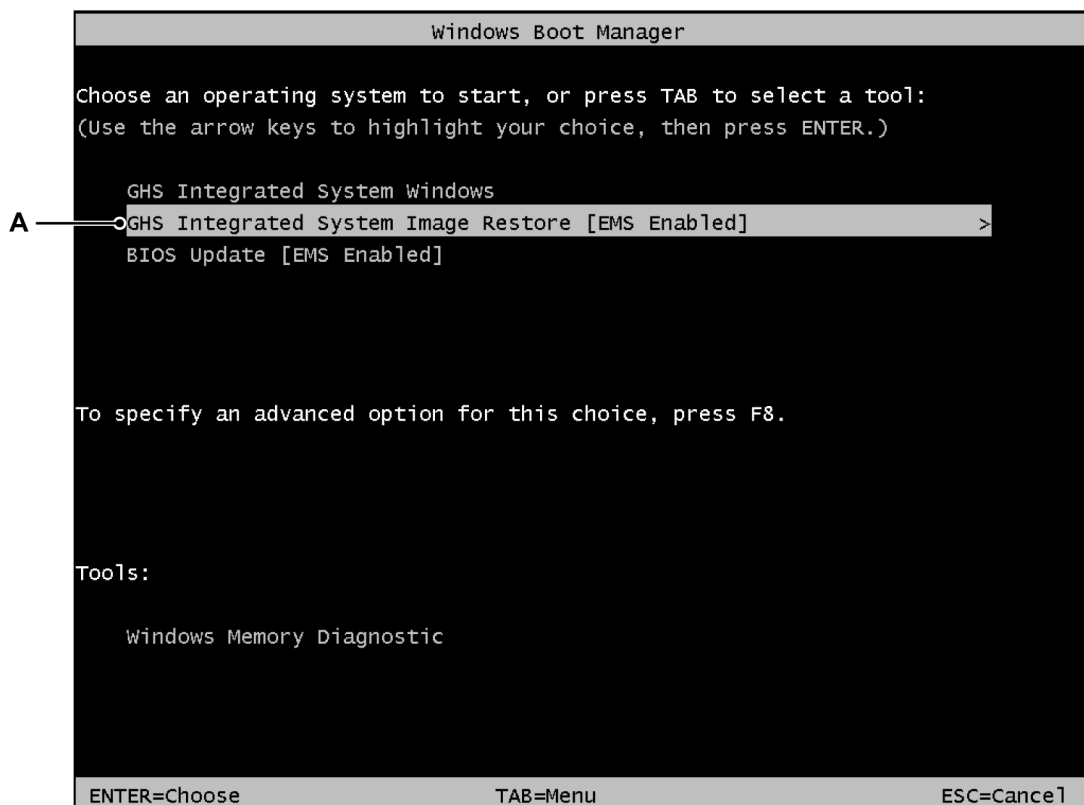 Windows Boot Manager
Choose an operating system to start, or press TAB to select a tool:
(Use the arrow keys to highlight your choice, then press ENTER.)
GHS Integrated System Windows
A
GHS Integrated System Image Restore [EMS Enabled] >
BIOS Update [EMS Enabled]
To specify an advanced option for this choice, press F8.
Tools:
Windows Memory Diagnostic
ENTER=Choose TAB=Menu ESC=Cancel